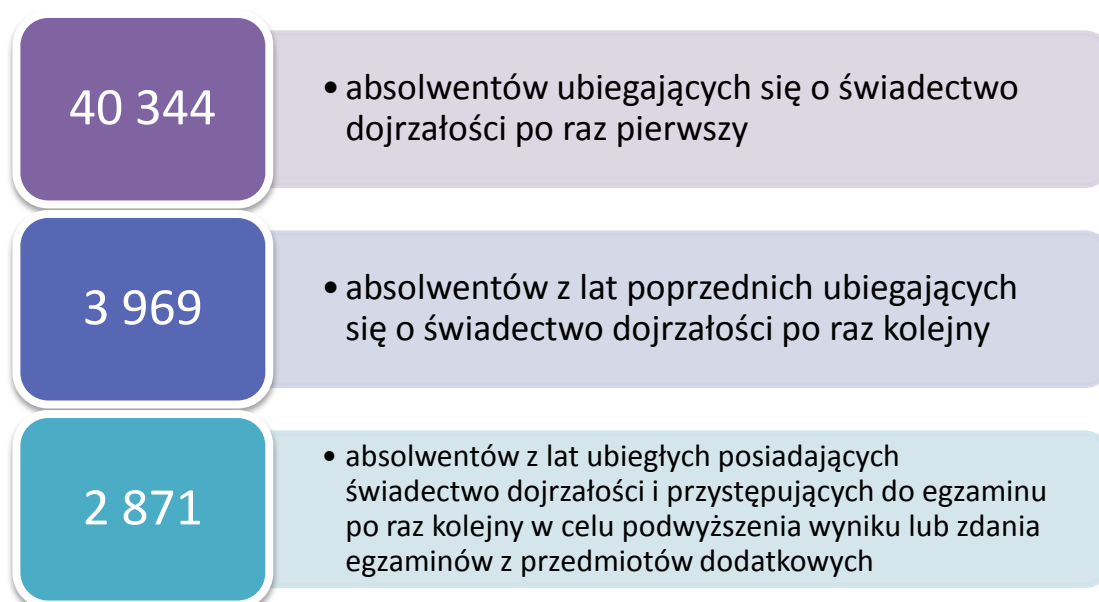 40 344
• absolwentów ubiegających się o świadectwo
dojrzałości po raz pierwszy
3 969
• absolwentów z lat poprzednich ubiegających
się o świadectwo dojrzałości po raz kolejny
2 871
• absolwentów z lat ubiegłych posiadających
świadectwo dojrzałości i przystępujących do egzaminu
po raz kolejny w celu podwyższenia wyniku lub zdania
egzaminów z przedmiotów dodatkowych